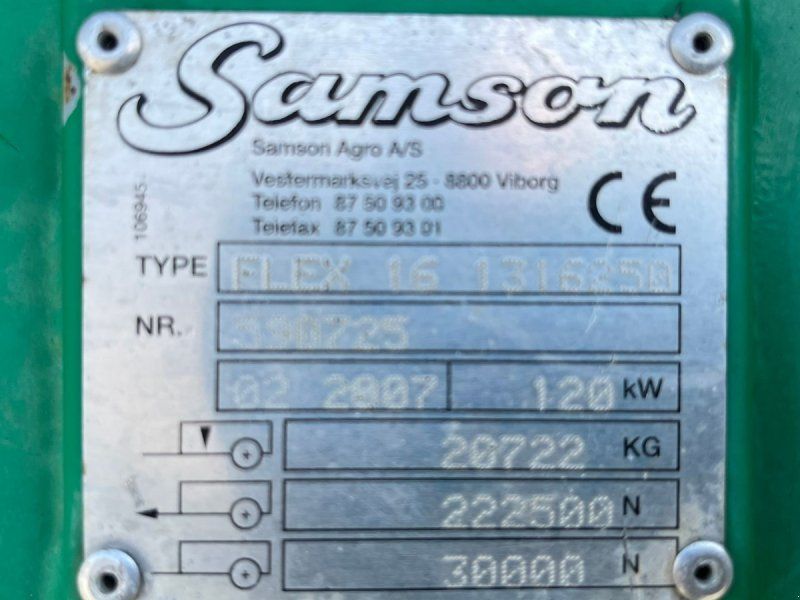 Samson
Samson Agro A/S
Vestermarksvej 25 - 8800 Viborg
Telefon 87 50 93 00
Telefax 87 50 93 01
CE
106945
TYPE FLEX 16 1316250
NR. 590725
02 2007 120 kW
20722 KG
222500 N
30000 N